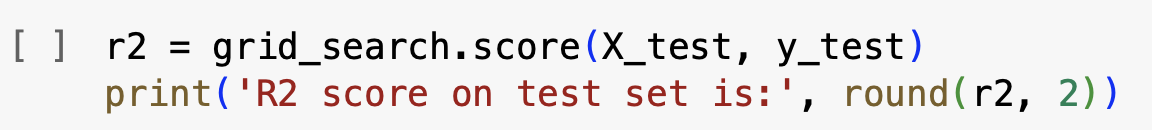 [ ] r2 = grid_search.score(X_test, y_test)
print('R2 score on test set is:', round(r2, 2))